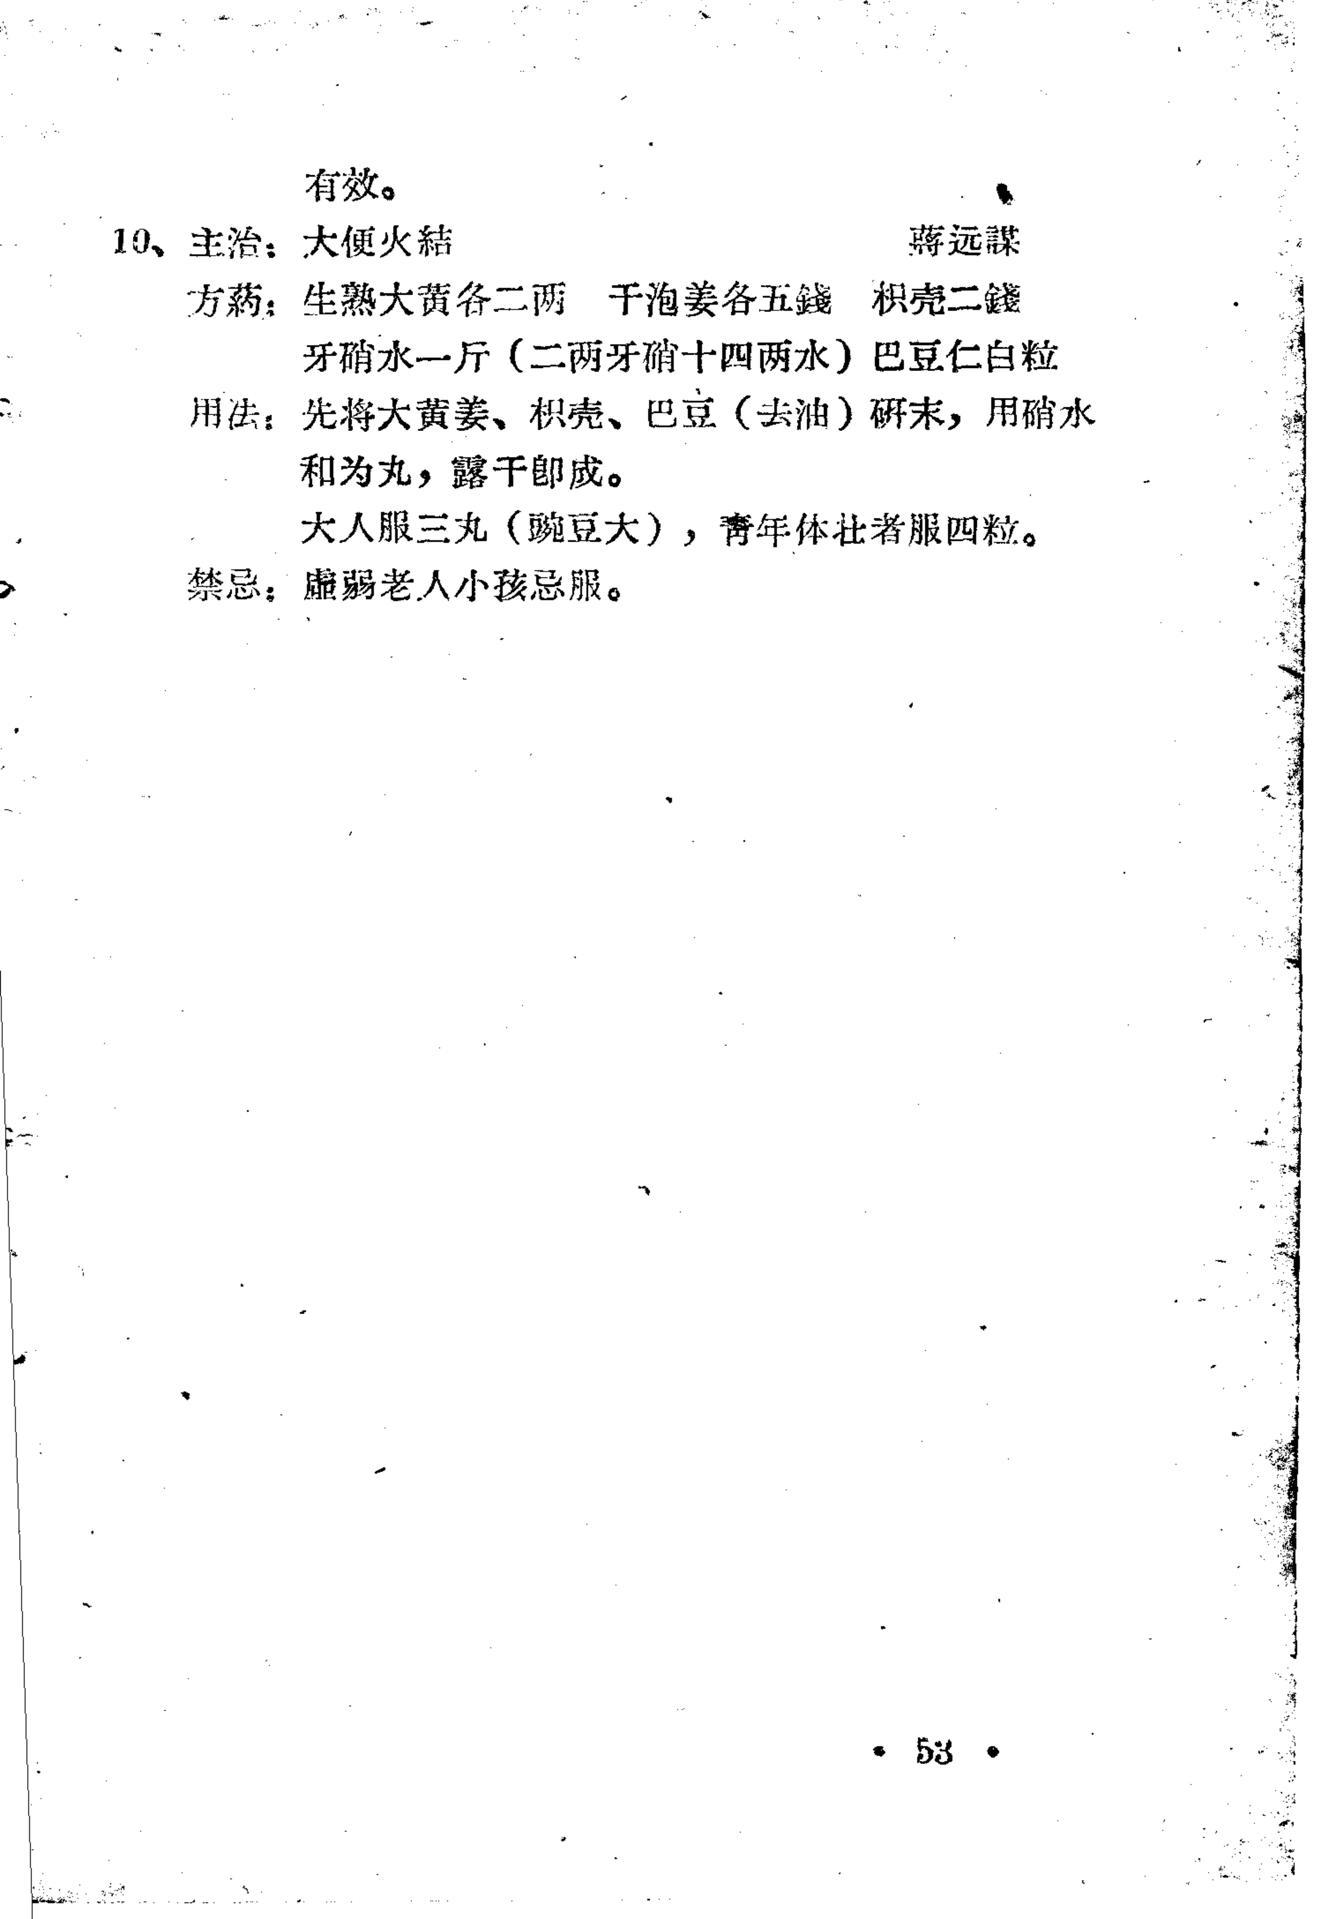 有效。
10、主治：大便火結 蔣远謀
方葯：生熟大黄各二两 干泡姜各五錢 枳壳二錢
牙硝水一斤（二两牙硝十四两水）巴豆仁白粒
用法：先将大黄姜、枳壳、巴豆（去油）研末，用硝水
和为丸，露干卽成。
大人服三丸（豌豆大），青年体壮者服四粒。
禁忌：虛弱老人小孩忌服。
• 53 •